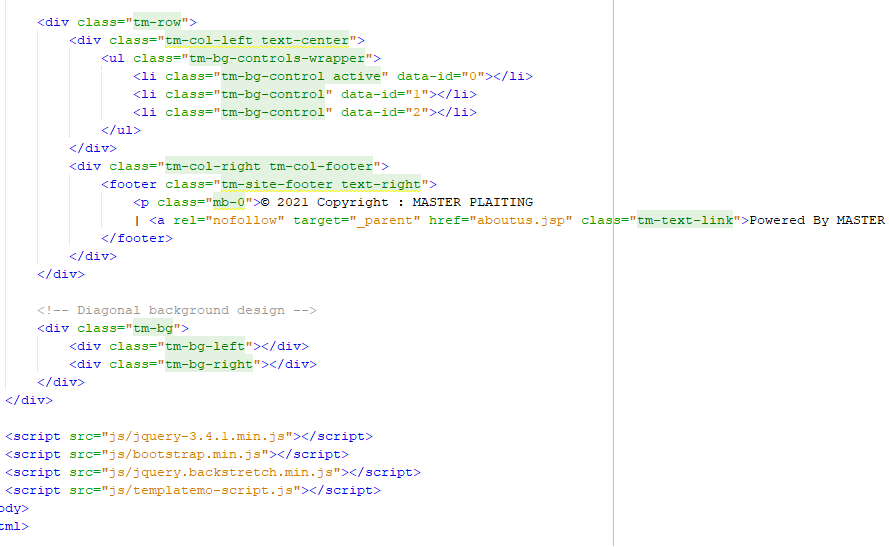 <div class="tm-row">
<div class="tm-col-left text-center">
<ul class="tm-bg-controls-wrapper">
<li class="tm-bg-control active" data-id="0"></li>
<li class="tm-bg-control" data-id="1"></li>
<li class="tm-bg-control" data-id="2"></li>
</ul>
</div>
<div class="tm-col-right tm-col-footer">
<footer class="tm-site-footer text-right">
<p class="mb-0">© 2021 Copyright : MASTER PLAITING
| <a rel="nofollow" target="_parent" href="aboutus.jsp" class="tm-text-link">Powered By MASTER
</footer>
</div>
</div>
<!-- Diagonal background design -->
<div class="tm-bg">
<div class="tm-bg-left"></div>
<div class="tm-bg-right"></div>
</div>
</div>
<script src="js/jquery-3.4.1.min.js"></script>
<script src="js/bootstrap.min.js"></script>
<script src="js/jquery.backstretch.min.js"></script>
<script src="js/templatemo-script.js"></script>
ody>
tml>